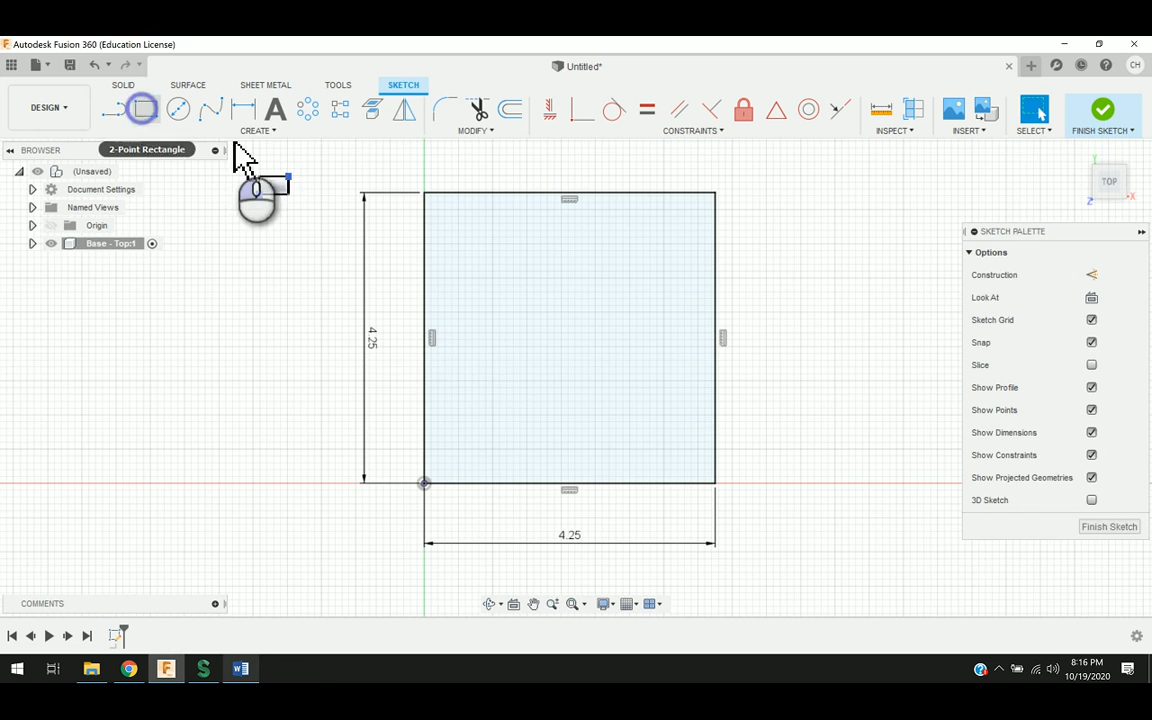 Autodesk Fusion 360 (Education License)
Untitled*
CH
DESIGN
SOLID
SURFACE
SHEET METAL
TOOLS
SKETCH
CREATE
MODIFY
CONSTRAINTS
INSPECT
INSERT
SELECT
FINISH SKETCH
BROWSER
2-Point Rectangle
(Unsaved)
Document Settings
Named Views
Origin
Base - Top:1
4.25
4.25
TOP
Y
X
Z
SKETCH PALETTE
Options
Construction
Look At
Sketch Grid
Snap
Slice
Show Profile
Show Points
Show Dimensions
Show Constraints
Show Projected Geometries
3D Sketch
Finish Sketch
COMMENTS
8:16 PM
10/19/2020